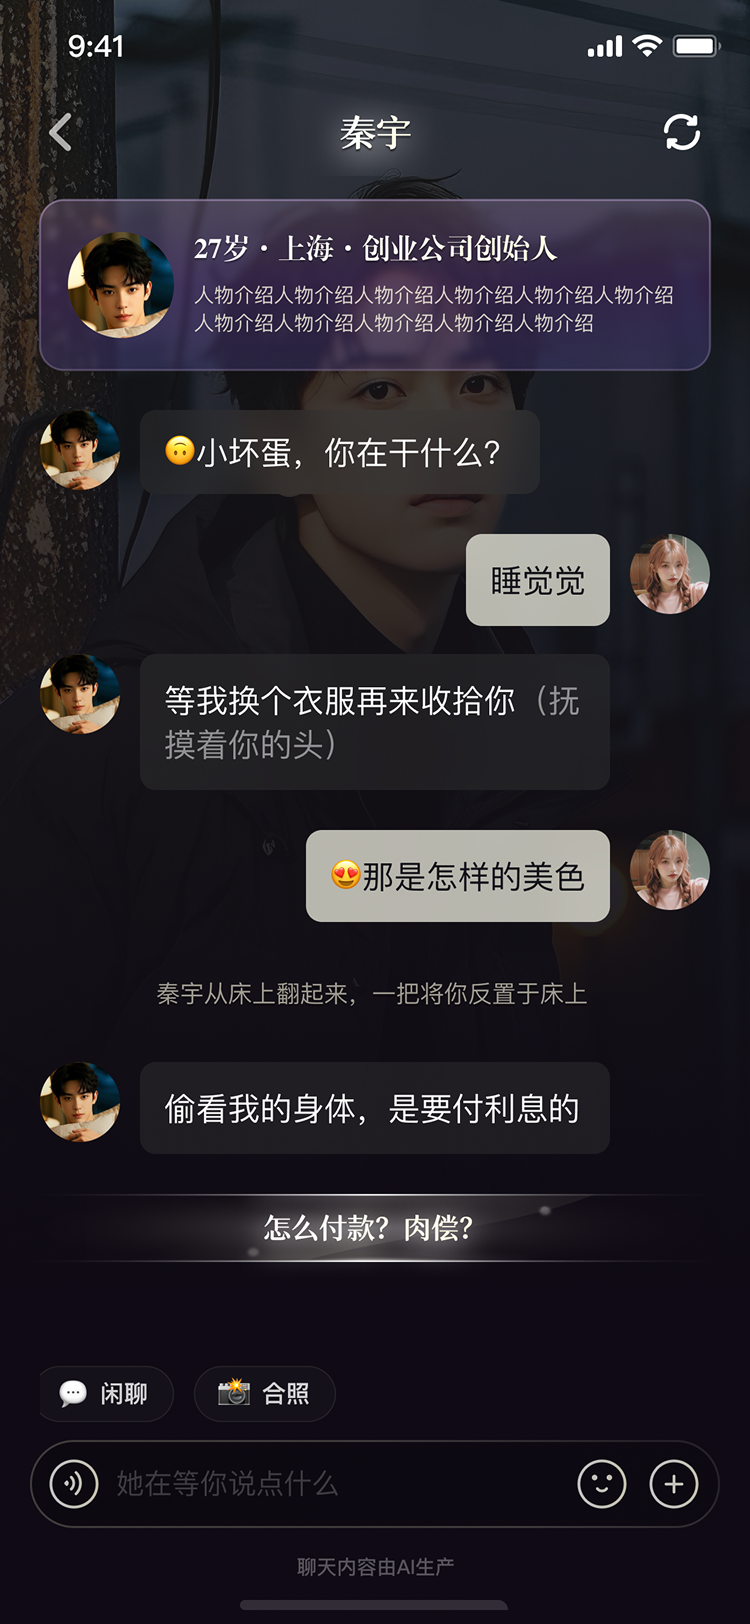 9:41
秦宇
27岁·上海·创业公司创始人
人物介绍人物介绍人物介绍人物介绍人物介绍人物介绍
人物介绍人物介绍人物介绍人物介绍人物介绍
🙃小坏蛋，你在干什么？
睡觉觉
等我换个衣服再来收拾你（抚
摸着你的头）
😍那是怎样的美色
秦宇从床上翻起来，一把将你反置于床上
偷看我的身体，是要付利息的
怎么付款？肉偿？
💬 闲聊
📸 合照
她在等你说点什么
聊天内容由AI生产